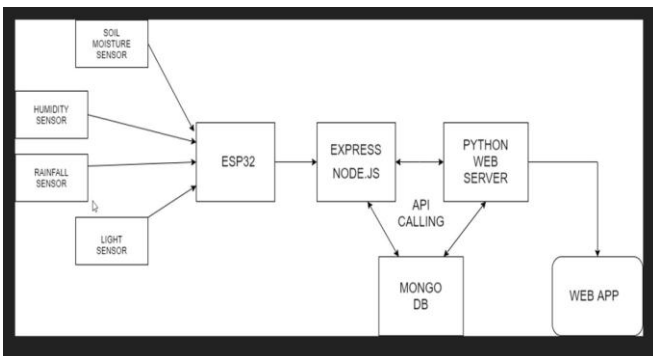 SOIL
MOISTURE
SENSOR
HUMIDITY
SENSOR
RAINFALL
SENSOR
LIGHT
SENSOR
ESP32
EXPRESS
NODE.JS
PYTHON
WEB
SERVER
API
CALLING
MONGO
DB
WEB APP